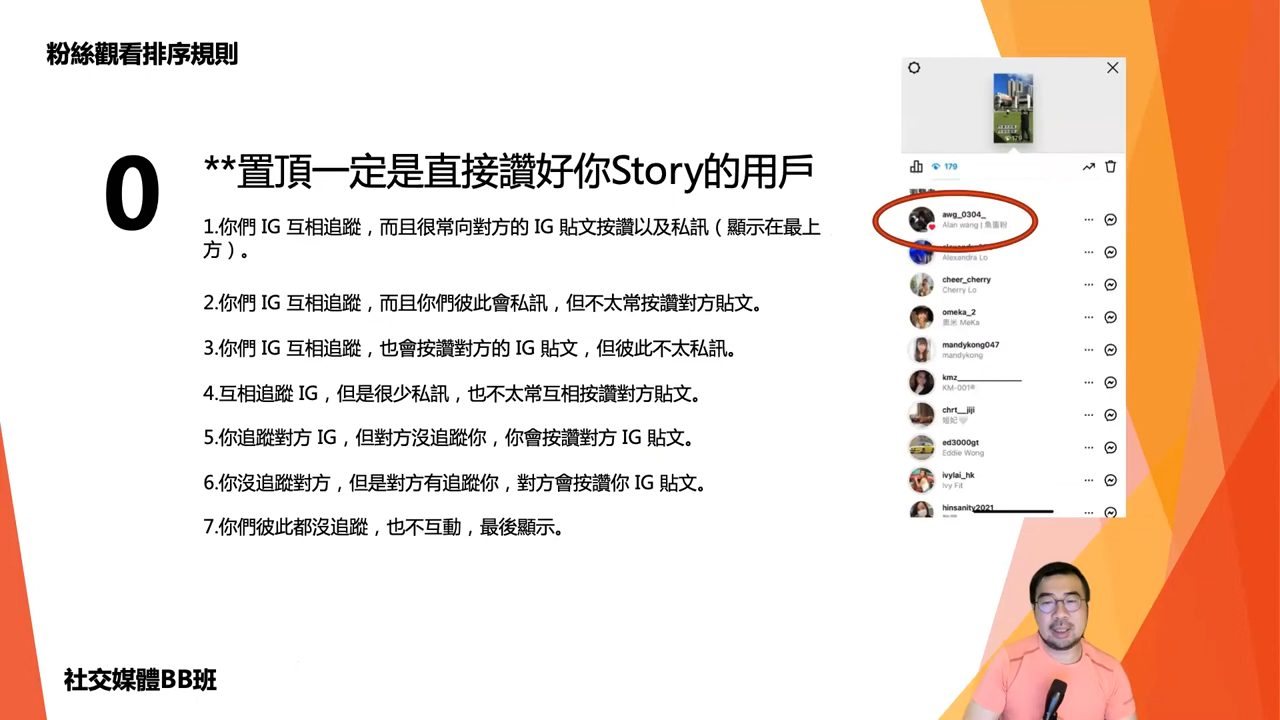 粉絲觀看排序規則
0
**置頂一定是直接讚好你Story的用戶
1.你們 IG 互相追蹤，而且很常向對方的 IG 貼文按讚以及私訊（顯示在最上
方）。
2.你們 IG 互相追蹤，而且你們彼此會私訊，但不太常按讚對方貼文。
3.你們 IG 互相追蹤，也會按讚對方的 IG 貼文，但彼此不太私訊。
4.互相追蹤 IG，但是很少私訊，也不太常互相按讚對方貼文。
5.你追蹤對方 IG，但對方沒追蹤你，你會按讚對方 IG 貼文。
6.你沒追蹤對方，但是對方有追蹤你，對方會按讚你 IG 貼文。
7.你們彼此都沒追蹤，也不互動，最後顯示。
179
awg_0304_
Alan wang | 魚蛋粉
Alexandra Lo
cheer_cherry
Cherry Lo
omeka_2
黑米 MeKa
mandykong047
mandykong
kmz______________
KM-001®
chrt__jiji
ed3000gt
Eddie Wong
ivylai_hk
Ivy Fit
hinsanity2021
社交媒體BB班